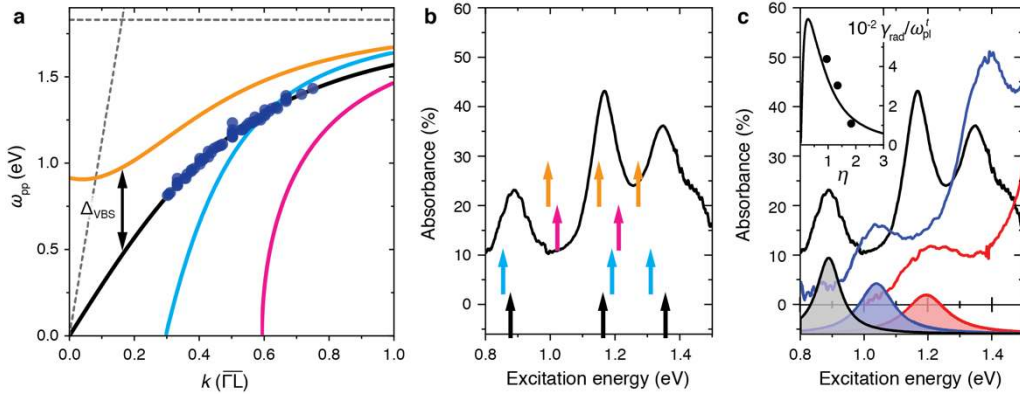 a
1.5
1.0
0.5
0.0
ω_pp (eV)
Δ_VBS
0.0 0.2 0.4 0.6 0.8 1.0
k (Γ̅L̅)
b
60
50
40
30
20
10
0
Absorbance (%)
0.8 1.0 1.2 1.4
Excitation energy (eV)
c
60
50
40
30
20
10
0
Absorbance (%)
10⁻² γ_rad/ω_pl^t
4
2
0
0 1 2 3
η
0.8 1.0 1.2 1.4
Excitation energy (eV)